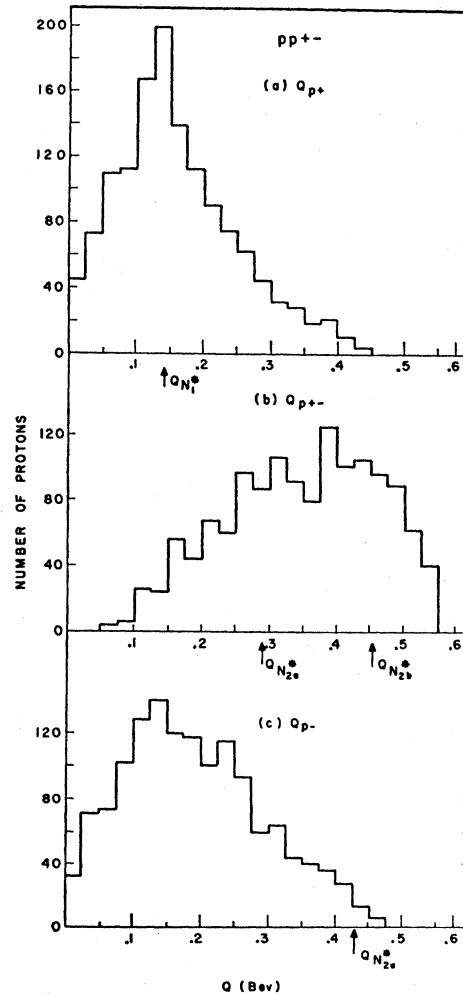 pp+-
(a) Qp+
200
160
120
80
40
0
.1 .2 .3 .4 .5 .6
↑ QN1*
(b) Qp+-
NUMBER OF PROTONS
120
80
40
0
.1 .2 .3 .4 .5 .6
↑ QN2a* ↑ QN2b*
(c) Qp-
120
80
40
0
.1 .2 .3 .4 .5 .6
↑ QN2a*
Q (Bev)